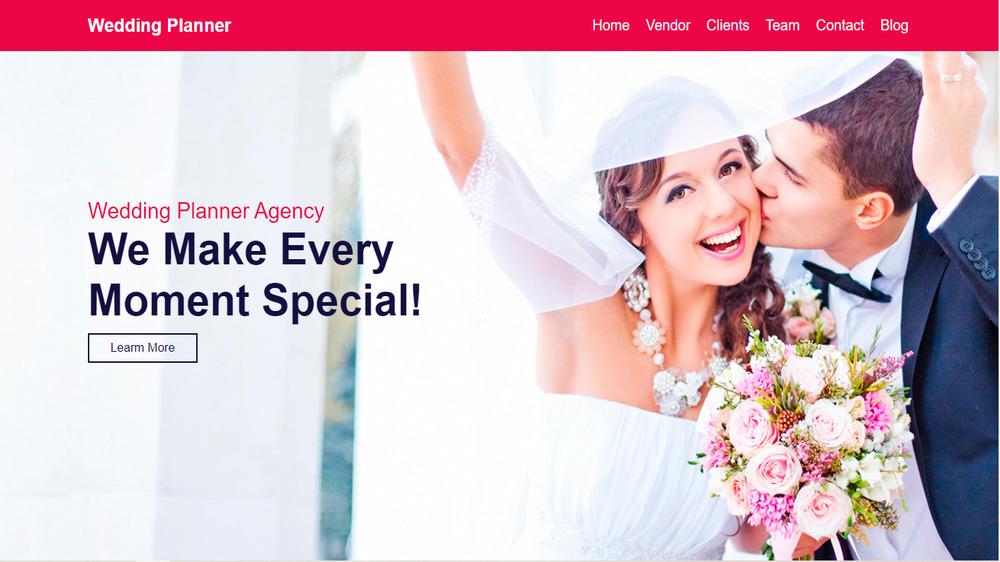 Wedding Planner
Home Vendor Clients Team Contact Blog
Wedding Planner Agency
We Make Every
Moment Special!
Learn More